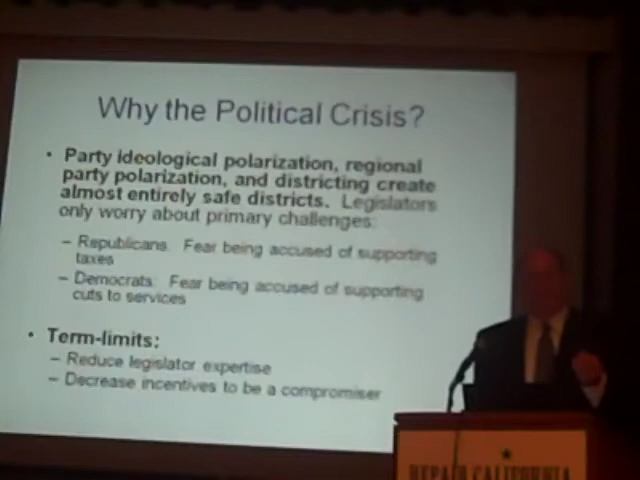 Why the Political Crisis?
• Party ideological polarization, regional
party polarization, and districting create
almost entirely safe districts. Legislators
only worry about primary challenges:
– Republicans: Fear being accused of supporting
taxes
– Democrats: Fear being accused of supporting
cuts to services
• Term-limits:
– Reduce legislator expertise
– Decrease incentives to be a compromiser
REPAIR CALIFORNIA